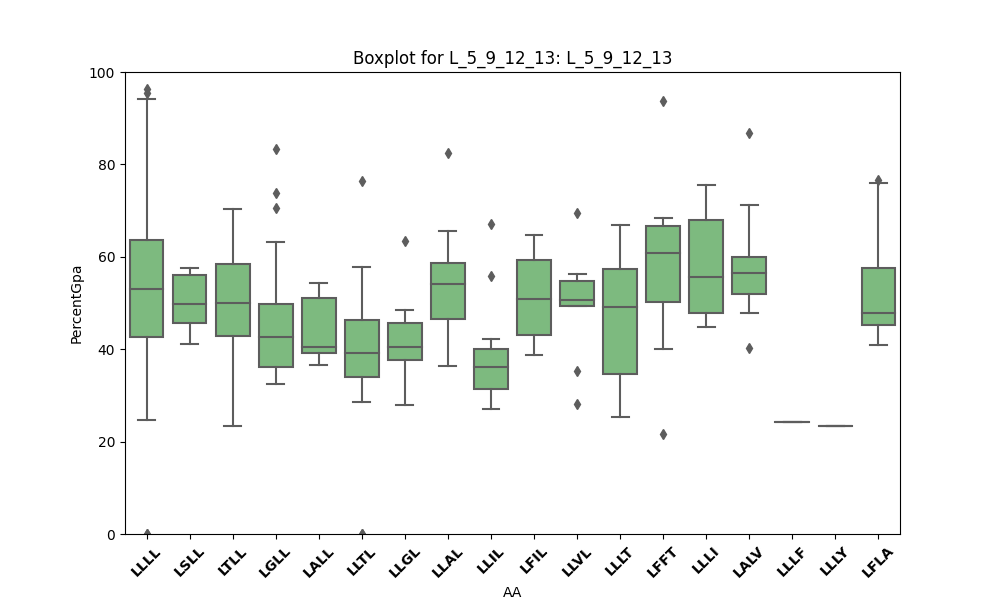 Boxplot for L_5_9_12_13: L_5_9_12_13
100
80
60
40
20
0
PercentGpa
LLLL
LSLL
LTLL
LGLL
LALL
LLTL
LLGL
LLAL
LLIL
LFIL
LLVL
LLLT
LFFT
LLLI
LALV
LLLF
LLLY
LFLA
AA